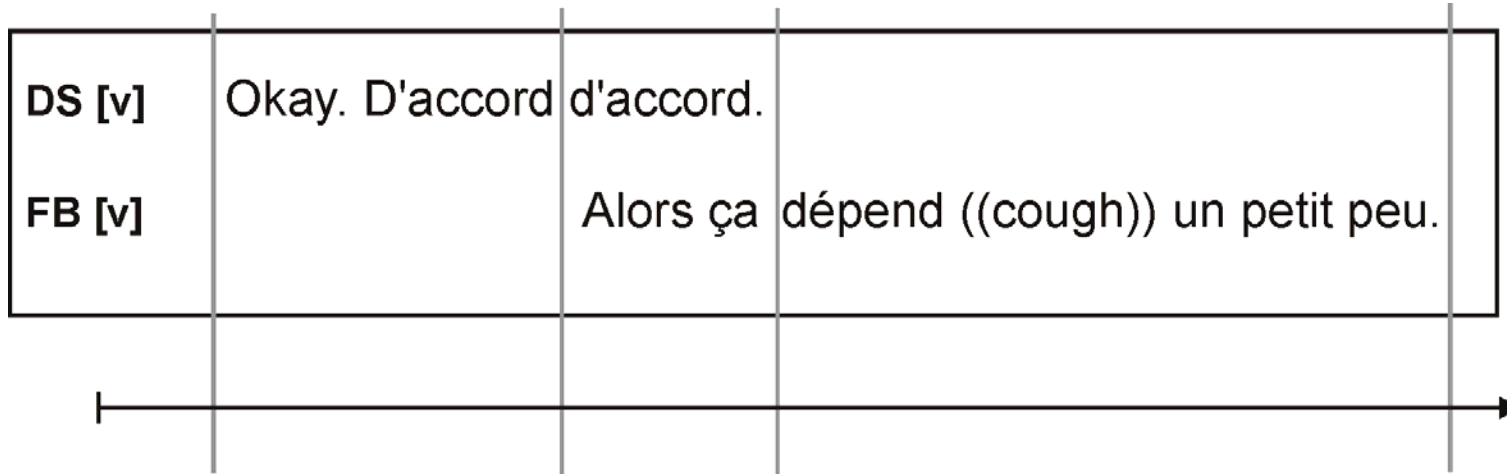 DS [v] Okay. D'accord d'accord.
FB [v] Alors ça dépend ((cough)) un petit peu.